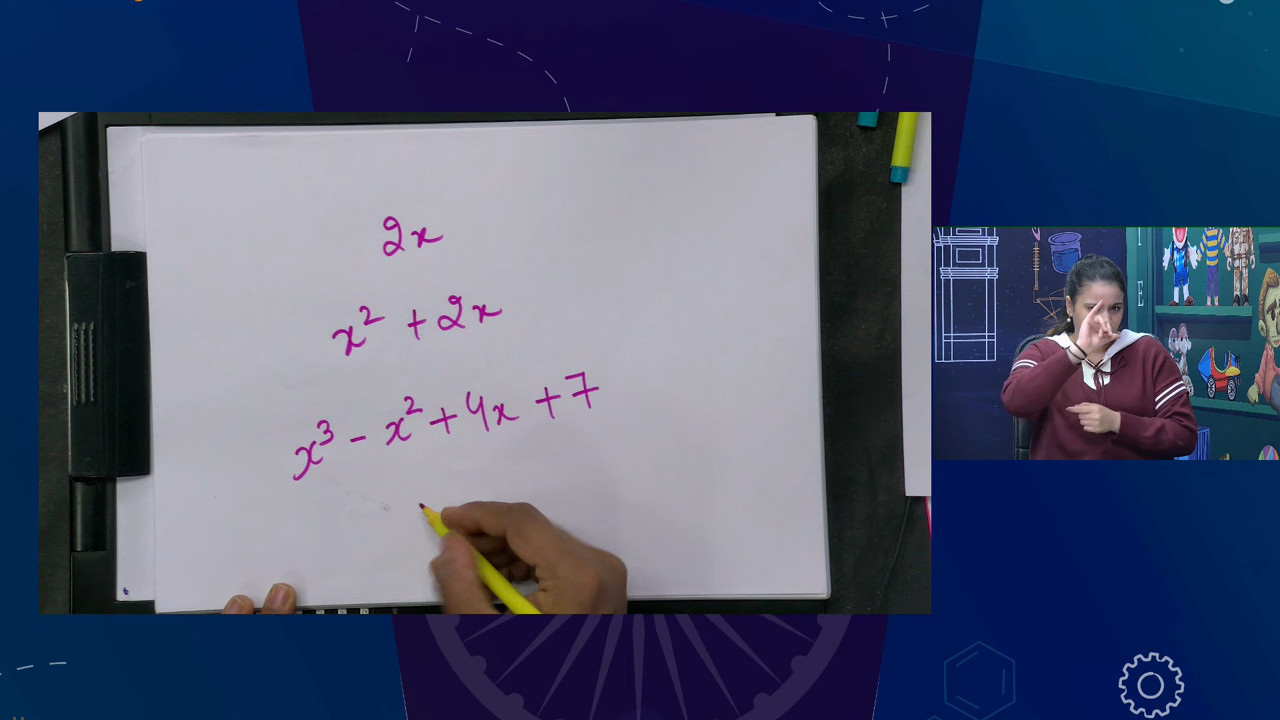 2x
x² + 2x
x³ - x² + 4x + 7
I
E